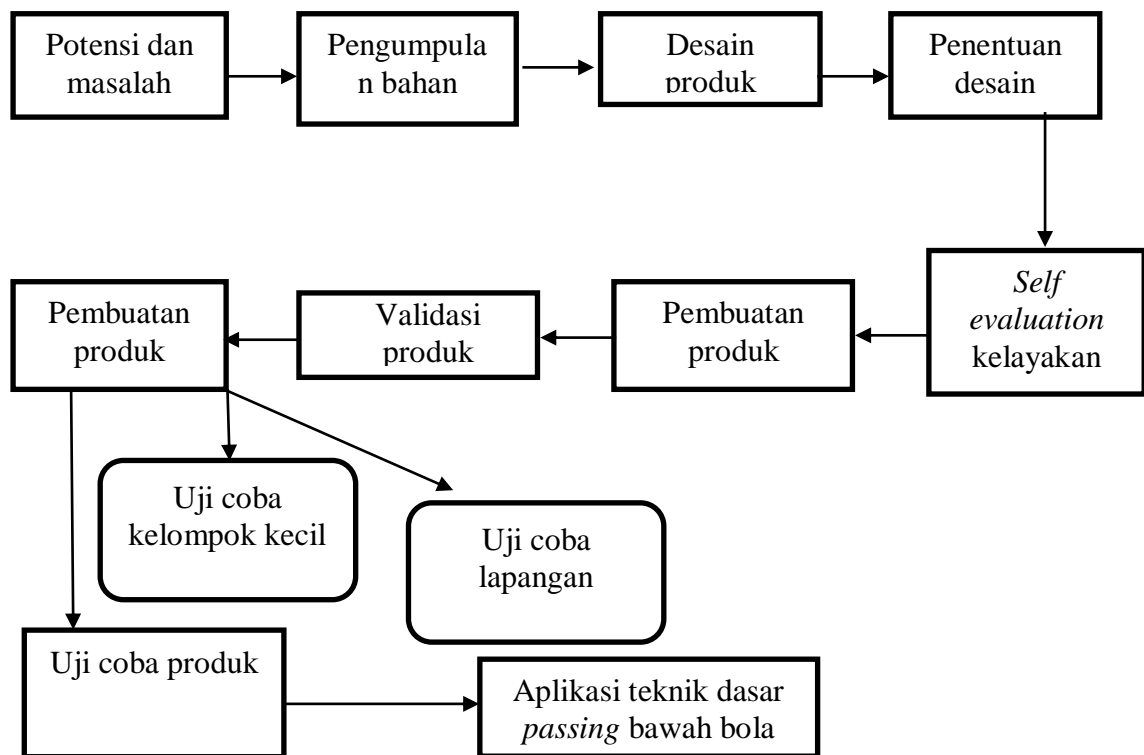 Potensi dan
masalah
Pengumpula
n bahan
Desain
produk
Penentuan
desain
Self
evaluation
kelayakan
Pembuatan
produk
Validasi
produk
Pembuatan
produk
Uji coba
kelompok kecil
Uji coba
lapangan
Uji coba produk
Aplikasi teknik dasar
passing bawah bola